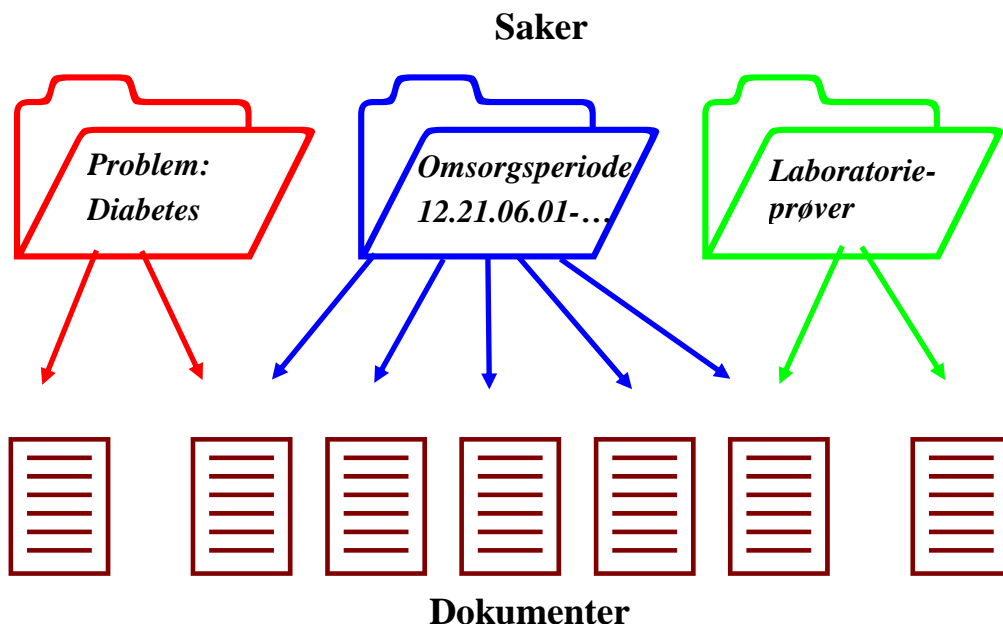 Saker
Problem:
Diabetes
Omsorgsperiode
12.21.06.01-…
Laboratorie-
prøver
Dokumenter